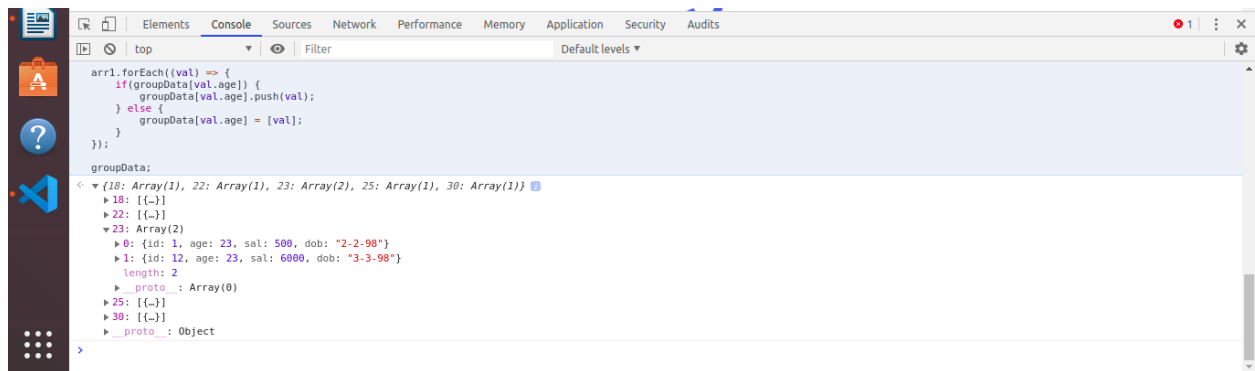 Elements Console Sources Network Performance Memory Application Security Audits 1
top Filter Default levels
arr1.forEach((val) => {
if(groupData[val.age]) {
groupData[val.age].push(val);
} else {
groupData[val.age] = [val];
}
});
groupData;
{18: Array(1), 22: Array(1), 23: Array(2), 25: Array(1), 30: Array(1)} i
18: [{…}]
22: [{…}]
23: Array(2)
0: {id: 1, age: 23, sal: 500, dob: "2-2-98"}
1: {id: 12, age: 23, sal: 6000, dob: "3-3-98"}
length: 2
__proto__: Array(0)
25: [{…}]
30: [{…}]
__proto__: Object